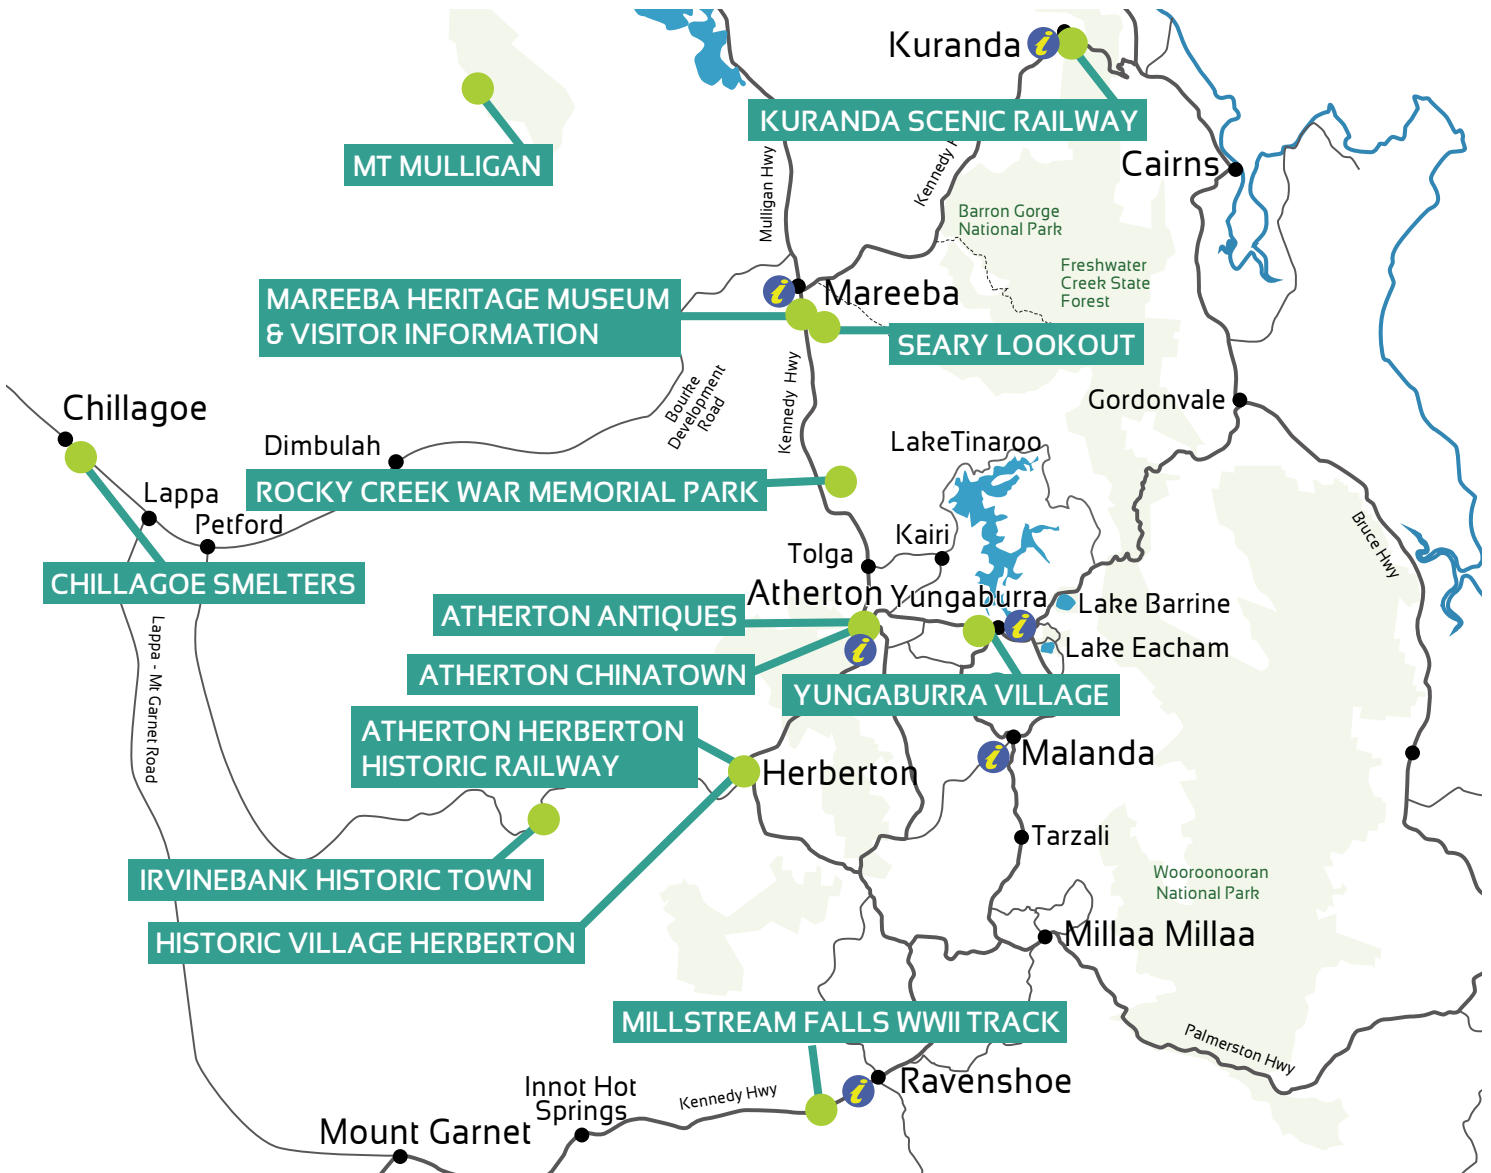 Kuranda
i
KURANDA SCENIC RAILWAY
MT MULLIGAN
Cairns
Mulligan Hwy
Kennedy
Barron Gorge
National Park
Freshwater
Creek State
Forest
i
Mareeba
MAREEBA HERITAGE MUSEUM
& VISITOR INFORMATION
SEARY LOOKOUT
Bourke
Development
Road
Kennedy Hwy
Gordonvale
Chillagoe
Dimbulah
LakeTinaroo
ROCKY CREEK WAR MEMORIAL PARK
Lappa
Petford
Kairi
Tolga
Bruce Hwy
CHILLAGOE SMELTERS
Atherton
Yungaburra
i
Lake Barrine
ATHERTON ANTIQUES
i
Lake Eacham
ATHERTON CHINATOWN
YUNGABURRA VILLAGE
Lappa - Mt Garnet Road
ATHERTON HERBERTON
HISTORIC RAILWAY
i
Malanda
Herberton
Tarzali
IRVINEBANK HISTORIC TOWN
Wooroonooran
National Park
HISTORIC VILLAGE HERBERTON
Millaa Millaa
MILLSTREAM FALLS WWII TRACK
Palmerston Hwy
i
Ravenshoe
Innot Hot
Springs
Kennedy Hwy
Mount Garnet